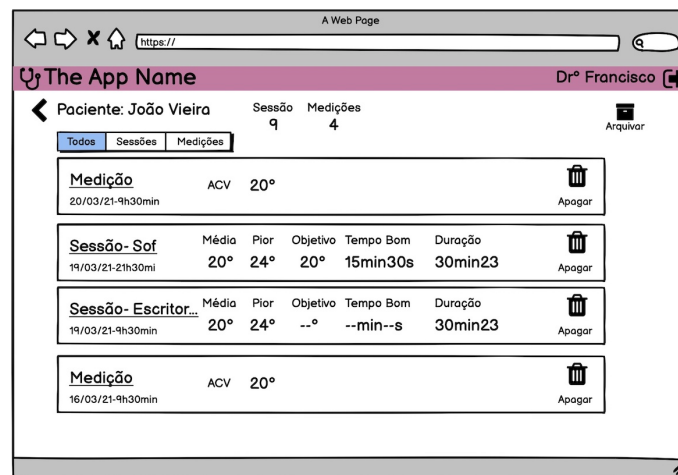 A Web Page
https://
The App Name
Drº Francisco
Paciente: João Vieira
Sessão Medições
9 4
Arquivar
Todos Sessões Medições
Medição ACV 20°
20/03/21-9h30min
Apagar
Sessão- Sof
Média Pior Objetivo Tempo Bom Duração
20° 24° 20° 15min30s 30min23
19/03/21-21h30mi
Apagar
Sessão- Escritor...
Média Pior Objetivo Tempo Bom Duração
20° 24° --° --min--s 30min23
19/03/21-9h30min
Apagar
Medição ACV 20°
16/03/21-9h30min
Apagar